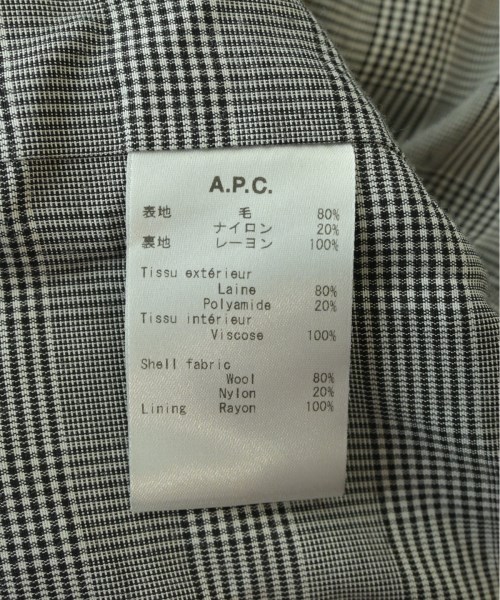 A.P.C.
表地 毛 80%
ナイロン 20%
裏地 レーヨン 100%
Tissu extérieur
Laine 80%
Polyamide 20%
Tissu intérieur
Viscose 100%
Shell fabric
Wool 80%
Nylon 20%
Lining Rayon 100%